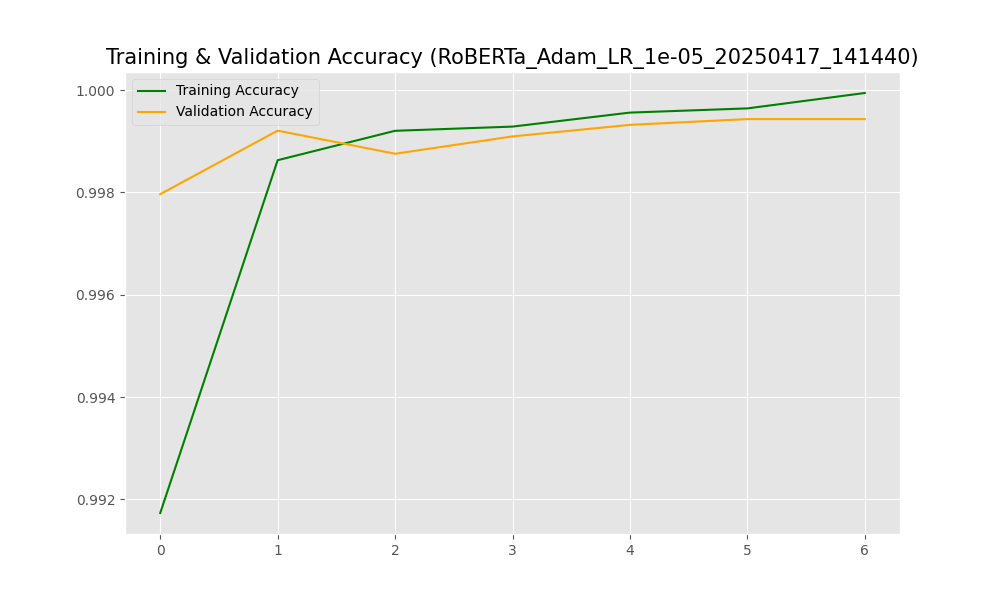 Training & Validation Accuracy (RoBERTa_Adam_LR_1e-05_20250417_141440)
Training Accuracy
Validation Accuracy
1.000
0.998
0.996
0.994
0.992
0 1 2 3 4 5 6